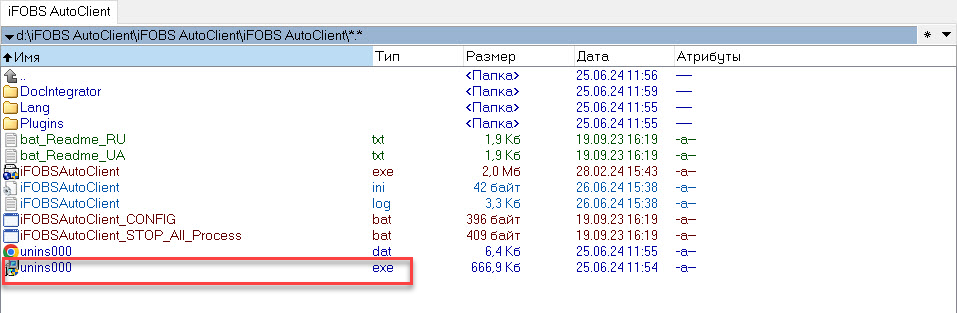 iFOBS AutoClient
d:\iFOBS AutoClient\iFOBS AutoClient\iFOBS AutoClient\*.*
Имя Тип Размер Дата Атрибуты
.. <Папка> 25.06.24 11:56 —
DocIntegrator <Папка> 25.06.24 11:59 —
Lang <Папка> 25.06.24 11:55 —
Plugins <Папка> 25.06.24 11:55 —
bat_Readme_RU txt 1,9 Кб 19.09.23 16:19 -a--
bat_Readme_UA txt 1,9 Кб 19.09.23 16:19 -a--
iFOBSAutoClient exe 2,0 Мб 28.02.24 15:43 -a--
iFOBSAutoClient ini 42 байт 26.06.24 15:38 -a--
iFOBSAutoClient log 3,3 Кб 26.06.24 15:38 -a--
iFOBSAutoClient_CONFIG bat 396 байт 19.09.23 16:19 -a--
iFOBSAutoClient_STOP_All_Process bat 409 байт 19.09.23 16:19 -a--
unins000 dat 6,4 Кб 25.06.24 11:55 -a--
unins000 exe 666,9 Кб 25.06.24 11:54 -a--